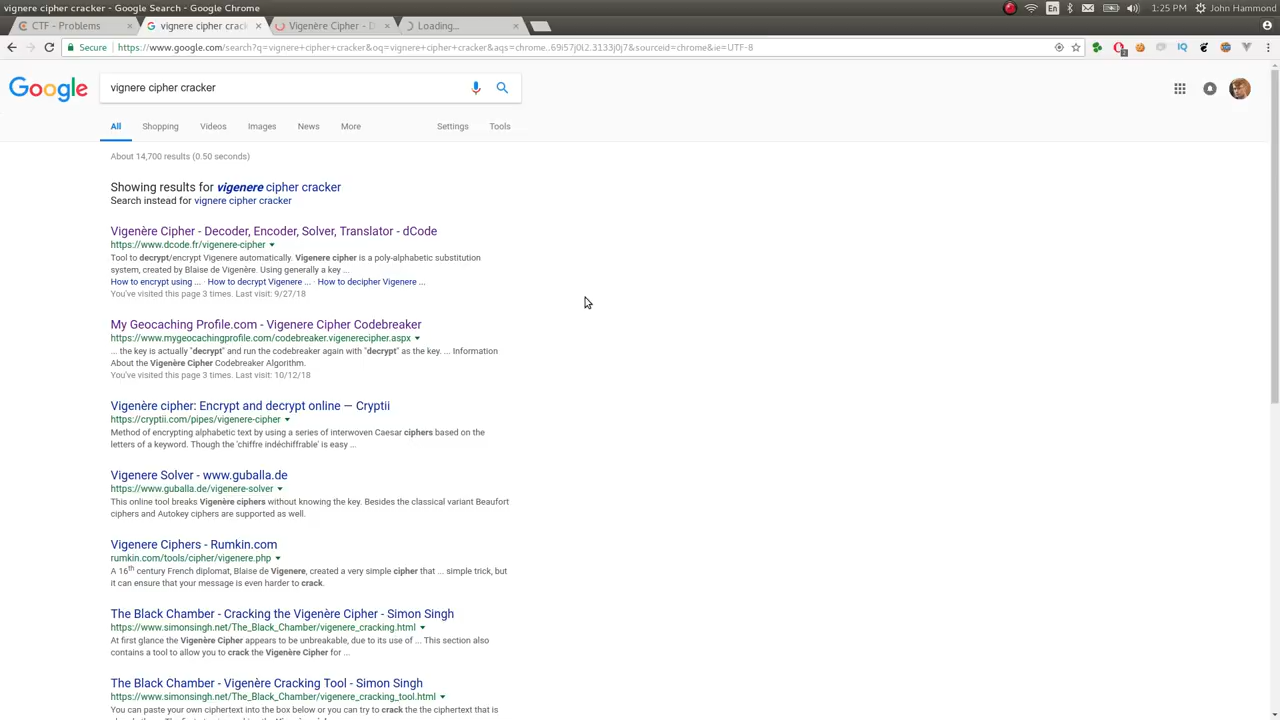 vignere cipher cracker - Google Search - Google Chrome
En
1:25 PM
John Hammond
CTF - Problems
vignere cipher crac
Vigenère Cipher - D
Loading...
Secure
https://www.google.com/search?q=vignere+cipher+cracker&oq=vignere+cipher+cracker&aqs=chrome..69i57j0l2.3133j0j7&sourceid=chrome&ie=UTF-8
IQ
Google
vignere cipher cracker
All
Shopping
Videos
Images
News
More
Settings
Tools
About 14,700 results (0.50 seconds)
Showing results for vigenere cipher cracker
Search instead for vignere cipher cracker
Vigenère Cipher - Decoder, Encoder, Solver, Translator - dCode
https://www.dcode.fr/vigenere-cipher
Tool to decrypt/encrypt Vigenere automatically. Vigenere cipher is a poly-alphabetic substitution
system, created by Blaise de Vigenère. Using generally a key ...
How to encrypt using ... · How to decrypt Vigenere ... · How to decipher Vigenere ...
You've visited this page 3 times. Last visit: 9/27/18
My Geocaching Profile.com - Vigenere Cipher Codebreaker
https://www.mygeocachingprofile.com/codebreaker.vigenerecipher.aspx
... the key is actually "decrypt" and run the codebreaker again with "decrypt" as the key. ... Information
About the Vigenère Cipher Codebreaker Algorithm.
You've visited this page 3 times. Last visit: 10/12/18
Vigenère cipher: Encrypt and decrypt online — Cryptii
https://cryptii.com/pipes/vigenere-cipher
Method of encrypting alphabetic text by using a series of interwoven Caesar ciphers based on the
letters of a keyword. Though the 'chiffre indéchiffrable' is easy ...
Vigenere Solver - www.guballa.de
https://www.guballa.de/vigenere-solver
This online tool breaks Vigenère ciphers without knowing the key. Besides the classical variant Beaufort
ciphers and Autokey ciphers are supported as well.
Vigenere Ciphers - Rumkin.com
rumkin.com/tools/cipher/vigenere.php
A 16th century French diplomat, Blaise de Vigenere, created a very simple cipher that ... simple trick, but
it can ensure that your message is even harder to crack.
The Black Chamber - Cracking the Vigenère Cipher - Simon Singh
https://www.simonsingh.net/The_Black_Chamber/vigenere_cracking.html
At first glance the Vigenère Cipher appears to be unbreakable, due to its use of ... This section also
contains a tool to allow you to crack the Vigenère Cipher for ...
The Black Chamber - Vigenère Cracking Tool - Simon Singh
https://www.simonsingh.net/The_Black_Chamber/vigenere_cracking_tool.html
You can paste your own ciphertext into the box below or you can try to crack the the ciphertext that is